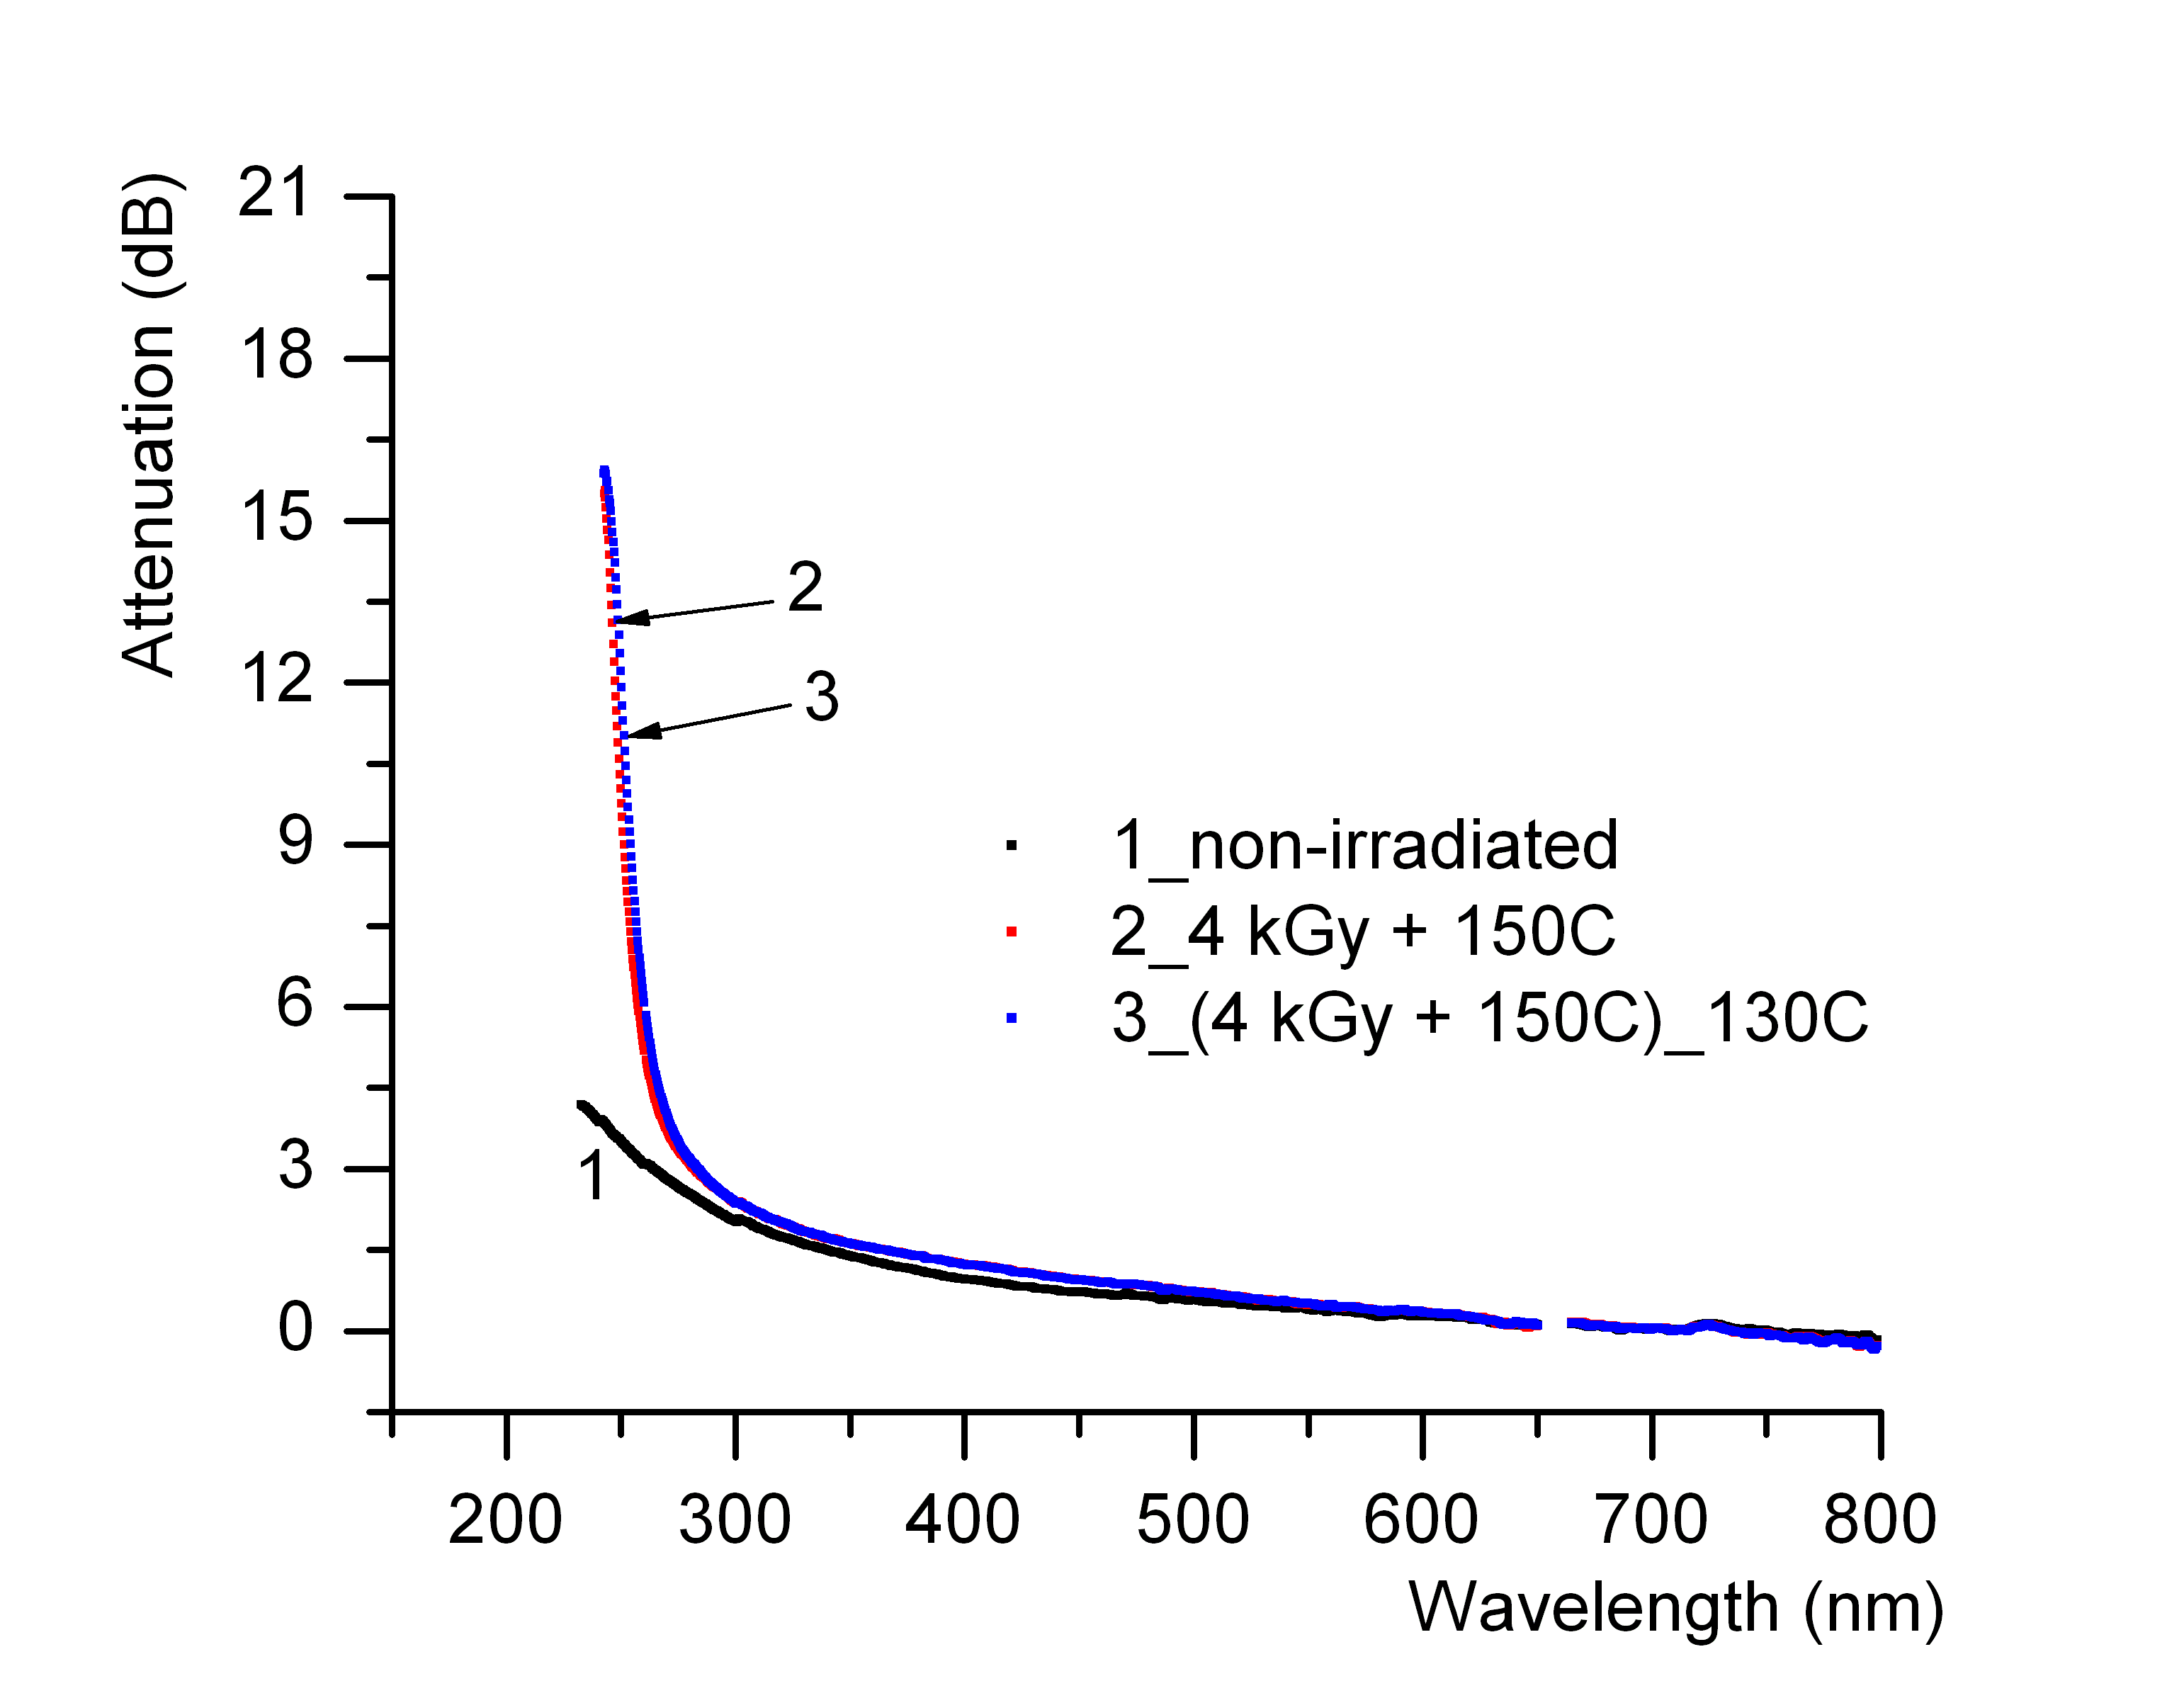 Attenuation (dB)
21
18
15
12
9
6
3
0
2
3
1
1_non-irradiated
2_4 kGy + 150C
3_(4 kGy + 150C)_130C
200 300 400 500 600 700 800
Wavelength (nm)